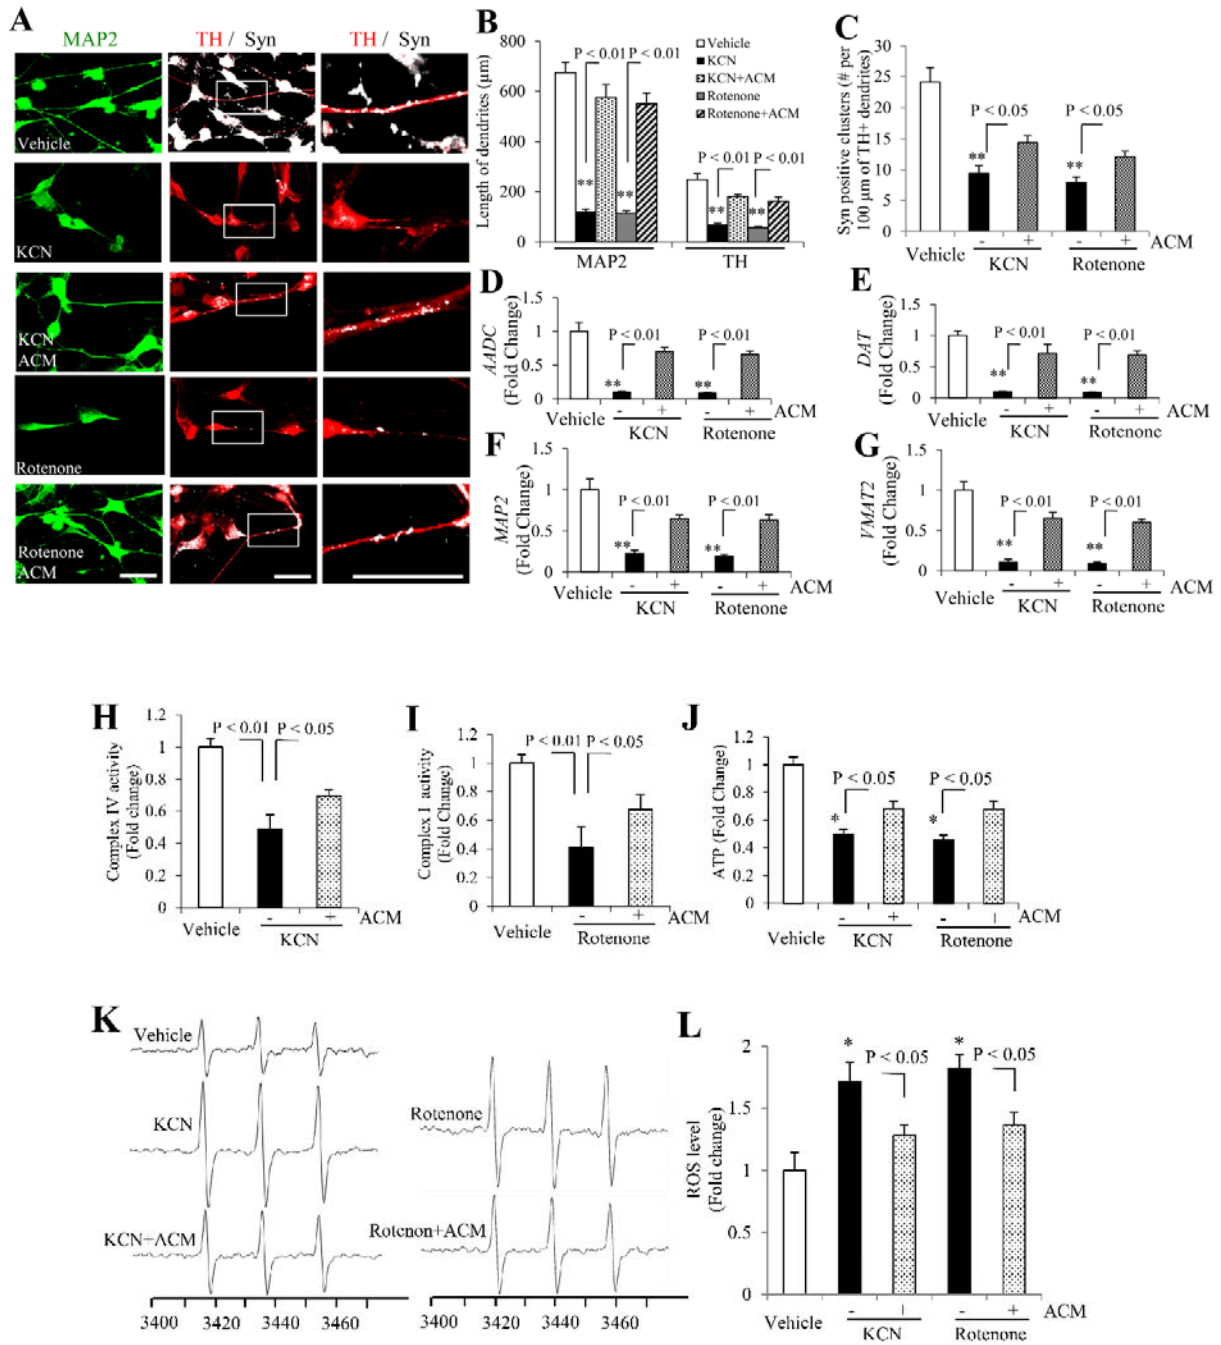 A
MAP2
TH / Syn
TH / Syn
Vehicle
KCN
KCN
ACM
Rotenone
Rotenone
ACM
B
Length of dendrites (µm)
800
600
400
200
0
P < 0.01
P < 0.01
Vehicle
KCN
KCN+ACM
Rotenone
Rotenone+ACM
P < 0.01
P < 0.01
**
**
**
**
MAP2
TH
C
Syn positive clusters (# per
100 µm of TH+ dendrites)
30
25
20
15
10
5
0
P < 0.05
P < 0.05
**
**
- + - + ACM
Vehicle
KCN
Rotenone
D
AADC
(Fold Change)
1.5
1
0.5
0
P < 0.01
P < 0.01
**
**
- + - + ACM
Vehicle
KCN
Rotenone
E
DAT
(Fold Change)
1.5
1
0.5
0
P < 0.01
P < 0.01
**
**
- + - + ACM
Vehicle
KCN
Rotenone
F
MAP2
(Fold Change)
1.5
1
0.5
0
P < 0.01
P < 0.01
**
**
- + - + ACM
Vehicle
KCN
Rotenone
G
VMAT2
(Fold Change)
1.5
1
0.5
0
P < 0.01
P < 0.01
**
**
- + - + ACM
Vehicle
KCN
Rotenone
H
Complex IV activity
(Fold change)
1.2
1
0.8
0.6
0.4
0.2
0
P < 0.01
P < 0.05
- + ACM
Vehicle
KCN
I
Complex I activity
(Fold Change)
1.2
1
0.8
0.6
0.4
0.2
0
P < 0.01
P < 0.05
- + ACM
Vehicle
Rotenone
J
ATP (Fold Change)
1.2
1
0.8
0.6
0.4
0.2
0
P < 0.05
P < 0.05
*
*
- + - + ACM
Vehicle
KCN
Rotenone
K
Vehicle
KCN
KCN+ACM
3400 3420 3440 3460
Rotenone
Rotenon+ACM
3400 3420 3440 3460
L
ROS level
(Fold change)
2
1.5
1
0.5
0
*
P < 0.05
*
P < 0.05
- + - + ACM
Vehicle
KCN
Rotenone